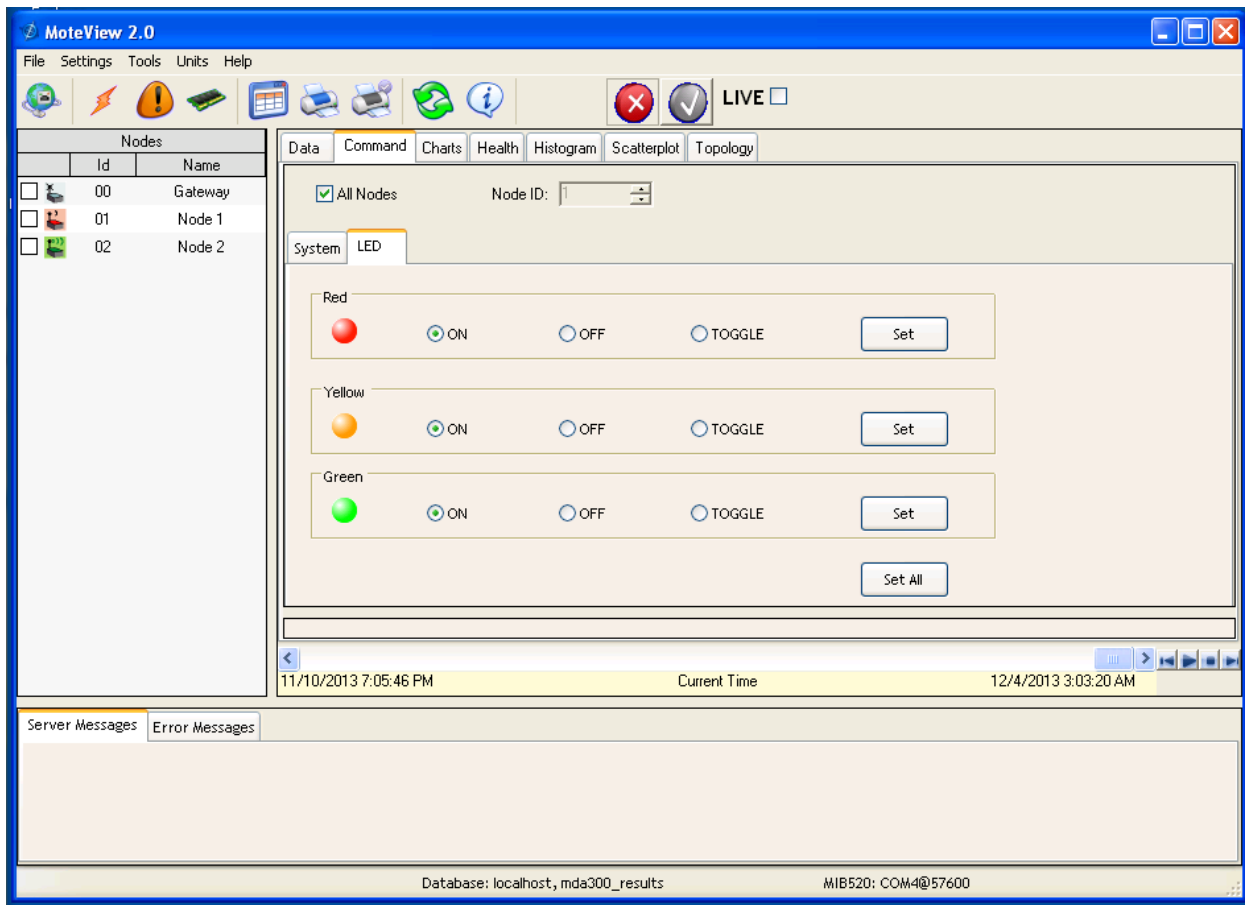 MoteView 2.0
File Settings Tools Units Help
LIVE
Nodes
Id Name
00 Gateway
01 Node 1
02 Node 2
Data Command Charts Health Histogram Scatterplot Topology
All Nodes Node ID: 1
System LED
Red
ON OFF TOGGLE Set
Yellow
ON OFF TOGGLE Set
Green
ON OFF TOGGLE Set
Set All
11/10/2013 7:05:46 PM Current Time 12/4/2013 3:03:20 AM
Server Messages Error Messages
Database: localhost, mda300_results MIB520: COM4@57600